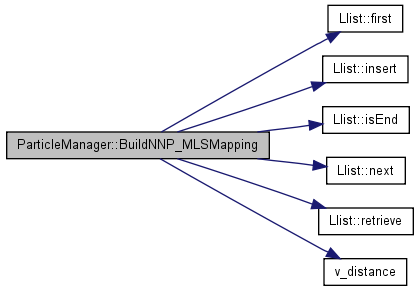 Llist::first
Llist::insert
Llist::isEnd
ParticleManager::BuildNNP_MLSMapping
Llist::next
Llist::retrieve
v_distance